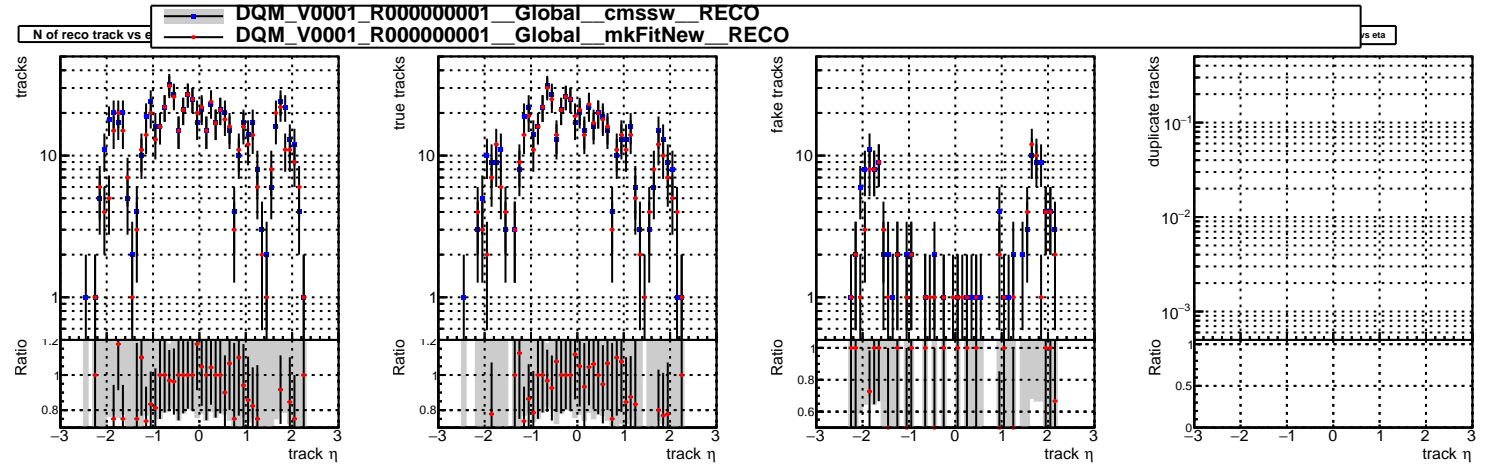 DQM_V0001_R000000001__Global__cmssw__RECO
DQM_V0001_R000000001__Global__mkFitNew__RECO
N of reco track vs e
vs eta
tracks
10
1
Ratio
1.2
1
0.8
−3 −2 −1 0 1 2 3
track η
true tracks
10
1
Ratio
1
0.8
−3 −2 −1 0 1 2 3
track η
fake tracks
10
1
Ratio
1
0.8
0.6
−3 −2 −1 0 1 2 3
track η
duplicate tracks
10⁻¹
10⁻²
10⁻³
Ratio
1
0.5
0
−3 −2 −1 0 1 2 3
track η